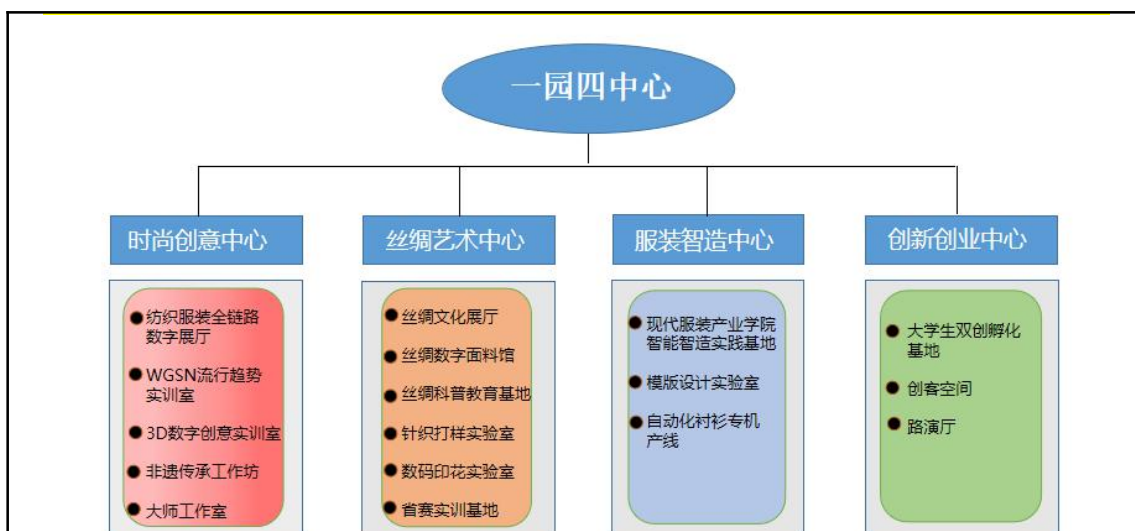 一园四中心
时尚创意中心
丝绸艺术中心
服装智造中心
创新创业中心
纺织服装全链路
数字展厅
WGSN流行趋势
实训室
3D数字创意实训室
非遗传承工作坊
大师工作室
丝绸文化展厅
丝绸数字面料馆
丝绸科普教育基地
针织打样实验室
数码印花实验室
省赛实训基地
现代服装产业学院
智能智造实践基地
模版设计实验室
自动化衬衫专机
产线
大学生双创孵化
基地
创客空间
路演厅